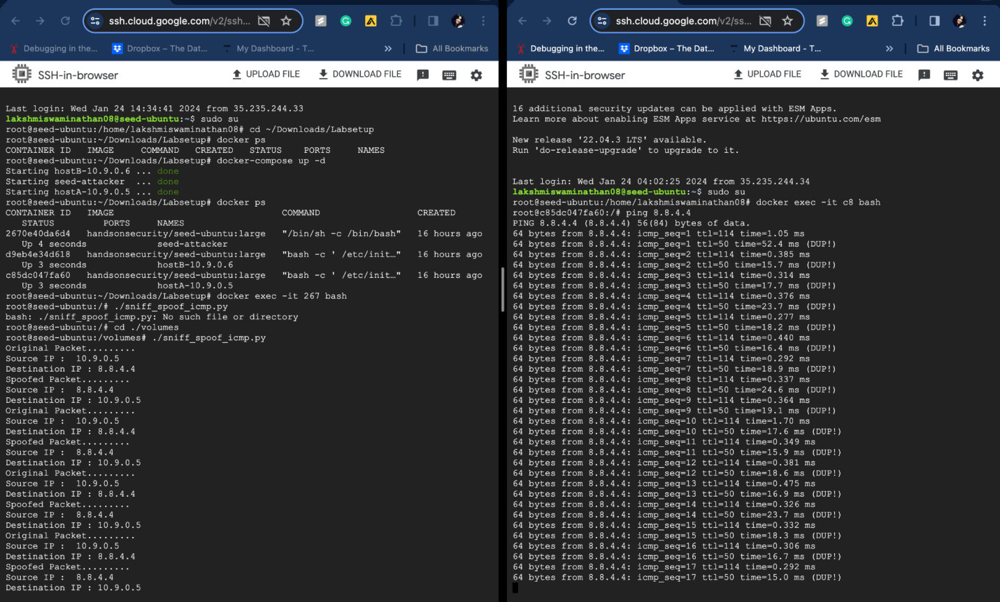 ssh.cloud.google.com/v2/ssh...
Debugging in the...
Dropbox – The Dat...
My Dashboard - T...
»
All Bookmarks
SSH-in-browser
UPLOAD FILE
DOWNLOAD FILE
Last login: Wed Jan 24 14:34:41 2024 from 35.235.244.33
lakshmiswaminathan08@seed-ubuntu:~$ sudo su
root@seed-ubuntu:/home/lakshmiswaminathan08# cd ~/Downloads/Labsetup
root@seed-ubuntu:~/Downloads/Labsetup# docker ps
CONTAINER ID   IMAGE     COMMAND   CREATED   STATUS    PORTS     NAMES
root@seed-ubuntu:~/Downloads/Labsetup# docker-compose up -d
Starting hostB-10.9.0.6 ... done
Starting seed-attacker  ... done
Starting hostA-10.9.0.5 ... done
root@seed-ubuntu:~/Downloads/Labsetup# docker ps
CONTAINER ID   IMAGE                               COMMAND                  CREATED
   STATUS         PORTS     NAMES
2670e40da6d4   handsonsecurity/seed-ubuntu:large   "/bin/sh -c /bin/bash"   16 hours ago
   Up 4 seconds             seed-attacker
d9eb4e34d618   handsonsecurity/seed-ubuntu:large   "bash -c ' /etc/init…"   16 hours ago
   Up 3 seconds             hostB-10.9.0.6
c85dc047fa60   handsonsecurity/seed-ubuntu:large   "bash -c ' /etc/init…"   16 hours ago
   Up 3 seconds             hostA-10.9.0.5
root@seed-ubuntu:~/Downloads/Labsetup# docker exec -it 267 bash
root@seed-ubuntu:/# ./sniff_spoof_icmp.py
bash: ./sniff_spoof_icmp.py: No such file or directory
root@seed-ubuntu:/# cd ./volumes
root@seed-ubuntu:/volumes# ./sniff_spoof_icmp.py
Original Packet.........
Source IP :  10.9.0.5
Destination IP : 8.8.4.4
Spoofed Packet.........
Source IP :  8.8.4.4
Destination IP : 10.9.0.5
Original Packet.........
Source IP :  10.9.0.5
Destination IP : 8.8.4.4
Spoofed Packet.........
Source IP :  8.8.4.4
Destination IP : 10.9.0.5
Original Packet.........
Source IP :  10.9.0.5
Destination IP : 8.8.4.4
Spoofed Packet.........
Source IP :  8.8.4.4
Destination IP : 10.9.0.5
Original Packet.........
Source IP :  10.9.0.5
Destination IP : 8.8.4.4
Spoofed Packet.........
Source IP :  8.8.4.4
Destination IP : 10.9.0.5
ssh.cloud.google.com/v2/ss...
Debugging in the...
Dropbox – The Dat...
My Dashboard - T...
»
All Bookmarks
SSH-in-browser
UPLOAD FILE
DOWNLOAD FILE
16 additional security updates can be applied with ESM Apps.
Learn more about enabling ESM Apps service at https://ubuntu.com/esm
New release '22.04.3 LTS' available.
Run 'do-release-upgrade' to upgrade to it.
Last login: Wed Jan 24 04:02:25 2024 from 35.235.244.34
lakshmiswaminathan08@seed-ubuntu:~$ sudo su
root@seed-ubuntu:/home/lakshmiswaminathan08# docker exec -it c8 bash
root@c85dc047fa60:/# ping 8.8.4.4
PING 8.8.4.4 (8.8.4.4) 56(84) bytes of data.
64 bytes from 8.8.4.4: icmp_seq=1 ttl=114 time=1.05 ms
64 bytes from 8.8.4.4: icmp_seq=1 ttl=50 time=52.4 ms (DUP!)
64 bytes from 8.8.4.4: icmp_seq=2 ttl=114 time=0.385 ms
64 bytes from 8.8.4.4: icmp_seq=2 ttl=50 time=15.7 ms (DUP!)
64 bytes from 8.8.4.4: icmp_seq=3 ttl=114 time=0.314 ms
64 bytes from 8.8.4.4: icmp_seq=3 ttl=50 time=17.7 ms (DUP!)
64 bytes from 8.8.4.4: icmp_seq=4 ttl=114 time=0.376 ms
64 bytes from 8.8.4.4: icmp_seq=4 ttl=50 time=23.7 ms (DUP!)
64 bytes from 8.8.4.4: icmp_seq=5 ttl=114 time=0.277 ms
64 bytes from 8.8.4.4: icmp_seq=5 ttl=50 time=18.2 ms (DUP!)
64 bytes from 8.8.4.4: icmp_seq=6 ttl=114 time=0.440 ms
64 bytes from 8.8.4.4: icmp_seq=6 ttl=50 time=16.4 ms (DUP!)
64 bytes from 8.8.4.4: icmp_seq=7 ttl=114 time=0.292 ms
64 bytes from 8.8.4.4: icmp_seq=7 ttl=50 time=18.9 ms (DUP!)
64 bytes from 8.8.4.4: icmp_seq=8 ttl=114 time=0.337 ms
64 bytes from 8.8.4.4: icmp_seq=8 ttl=50 time=24.6 ms (DUP!)
64 bytes from 8.8.4.4: icmp_seq=9 ttl=114 time=0.364 ms
64 bytes from 8.8.4.4: icmp_seq=9 ttl=50 time=19.1 ms (DUP!)
64 bytes from 8.8.4.4: icmp_seq=10 ttl=114 time=1.70 ms
64 bytes from 8.8.4.4: icmp_seq=10 ttl=50 time=17.6 ms (DUP!)
64 bytes from 8.8.4.4: icmp_seq=11 ttl=114 time=0.349 ms
64 bytes from 8.8.4.4: icmp_seq=11 ttl=50 time=15.9 ms (DUP!)
64 bytes from 8.8.4.4: icmp_seq=12 ttl=114 time=0.381 ms
64 bytes from 8.8.4.4: icmp_seq=12 ttl=50 time=18.6 ms (DUP!)
64 bytes from 8.8.4.4: icmp_seq=13 ttl=114 time=0.475 ms
64 bytes from 8.8.4.4: icmp_seq=13 ttl=50 time=16.9 ms (DUP!)
64 bytes from 8.8.4.4: icmp_seq=14 ttl=114 time=0.326 ms
64 bytes from 8.8.4.4: icmp_seq=14 ttl=50 time=23.7 ms (DUP!)
64 bytes from 8.8.4.4: icmp_seq=15 ttl=114 time=0.332 ms
64 bytes from 8.8.4.4: icmp_seq=15 ttl=50 time=18.3 ms (DUP!)
64 bytes from 8.8.4.4: icmp_seq=16 ttl=114 time=0.306 ms
64 bytes from 8.8.4.4: icmp_seq=16 ttl=50 time=16.7 ms (DUP!)
64 bytes from 8.8.4.4: icmp_seq=17 ttl=114 time=0.292 ms
64 bytes from 8.8.4.4: icmp_seq=17 ttl=50 time=15.0 ms (DUP!)